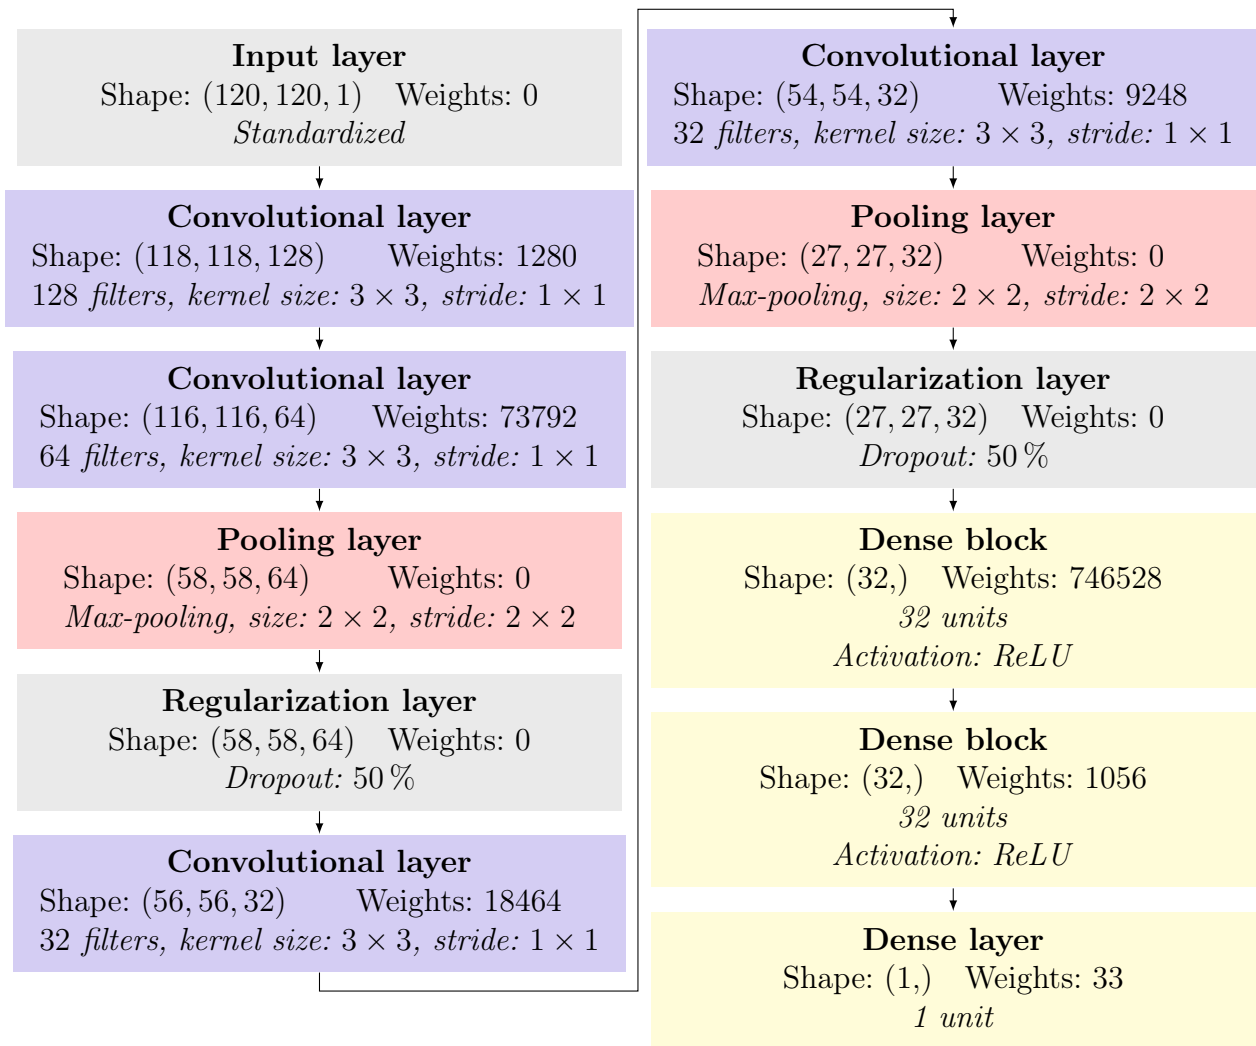 Input layer
Shape: (120, 120, 1) Weights: 0
Standardized
Convolutional layer
Shape: (118, 118, 128) Weights: 1280
128 filters, kernel size: 3 × 3, stride: 1 × 1
Convolutional layer
Shape: (116, 116, 64) Weights: 73792
64 filters, kernel size: 3 × 3, stride: 1 × 1
Pooling layer
Shape: (58, 58, 64) Weights: 0
Max-pooling, size: 2 × 2, stride: 2 × 2
Regularization layer
Shape: (58, 58, 64) Weights: 0
Dropout: 50 %
Convolutional layer
Shape: (56, 56, 32) Weights: 18464
32 filters, kernel size: 3 × 3, stride: 1 × 1
Convolutional layer
Shape: (54, 54, 32) Weights: 9248
32 filters, kernel size: 3 × 3, stride: 1 × 1
Pooling layer
Shape: (27, 27, 32) Weights: 0
Max-pooling, size: 2 × 2, stride: 2 × 2
Regularization layer
Shape: (27, 27, 32) Weights: 0
Dropout: 50 %
Dense block
Shape: (32,) Weights: 746528
32 units
Activation: ReLU
Dense block
Shape: (32,) Weights: 1056
32 units
Activation: ReLU
Dense layer
Shape: (1,) Weights: 33
1 unit